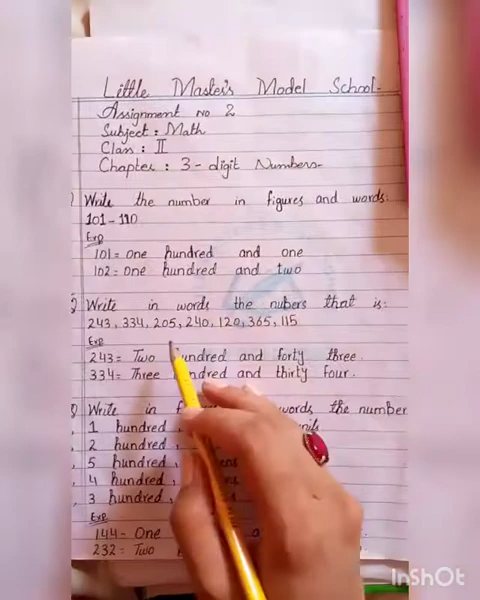 Little Master's Model School-
Assignment no 2
Subject: Math
Class: II
Chapter: 3-digit Numbers-
Write the number in figures and words:
101-110
Exp
101= one hundred and one
102= one hundred and two
Write in words the nubers that is:
243, 334, 205, 240, 120, 365, 115
Exp
243= Two hundred and forty three.
334= Three hundred and thirty four.
Write in words the number
1 hundred,
2 hundred,
5 hundred,
4 hundred,
3 hundred,
Exp
144- One
232= Two
InShOt